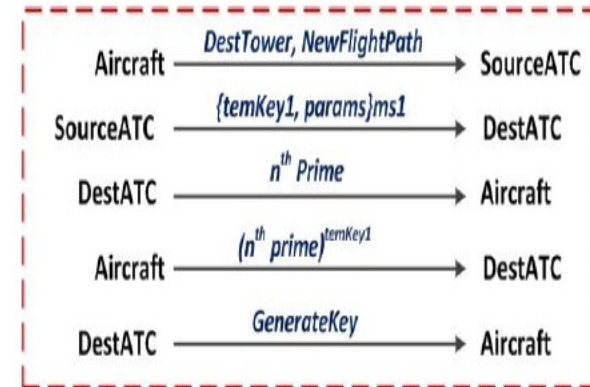 Aircraft DestTower, NewFlightPath SourceATC
SourceATC {temKey1, params}ms1 DestATC
DestATC nth Prime Aircraft
Aircraft (nth prime)temKey1 DestATC
DestATC GenerateKey Aircraft